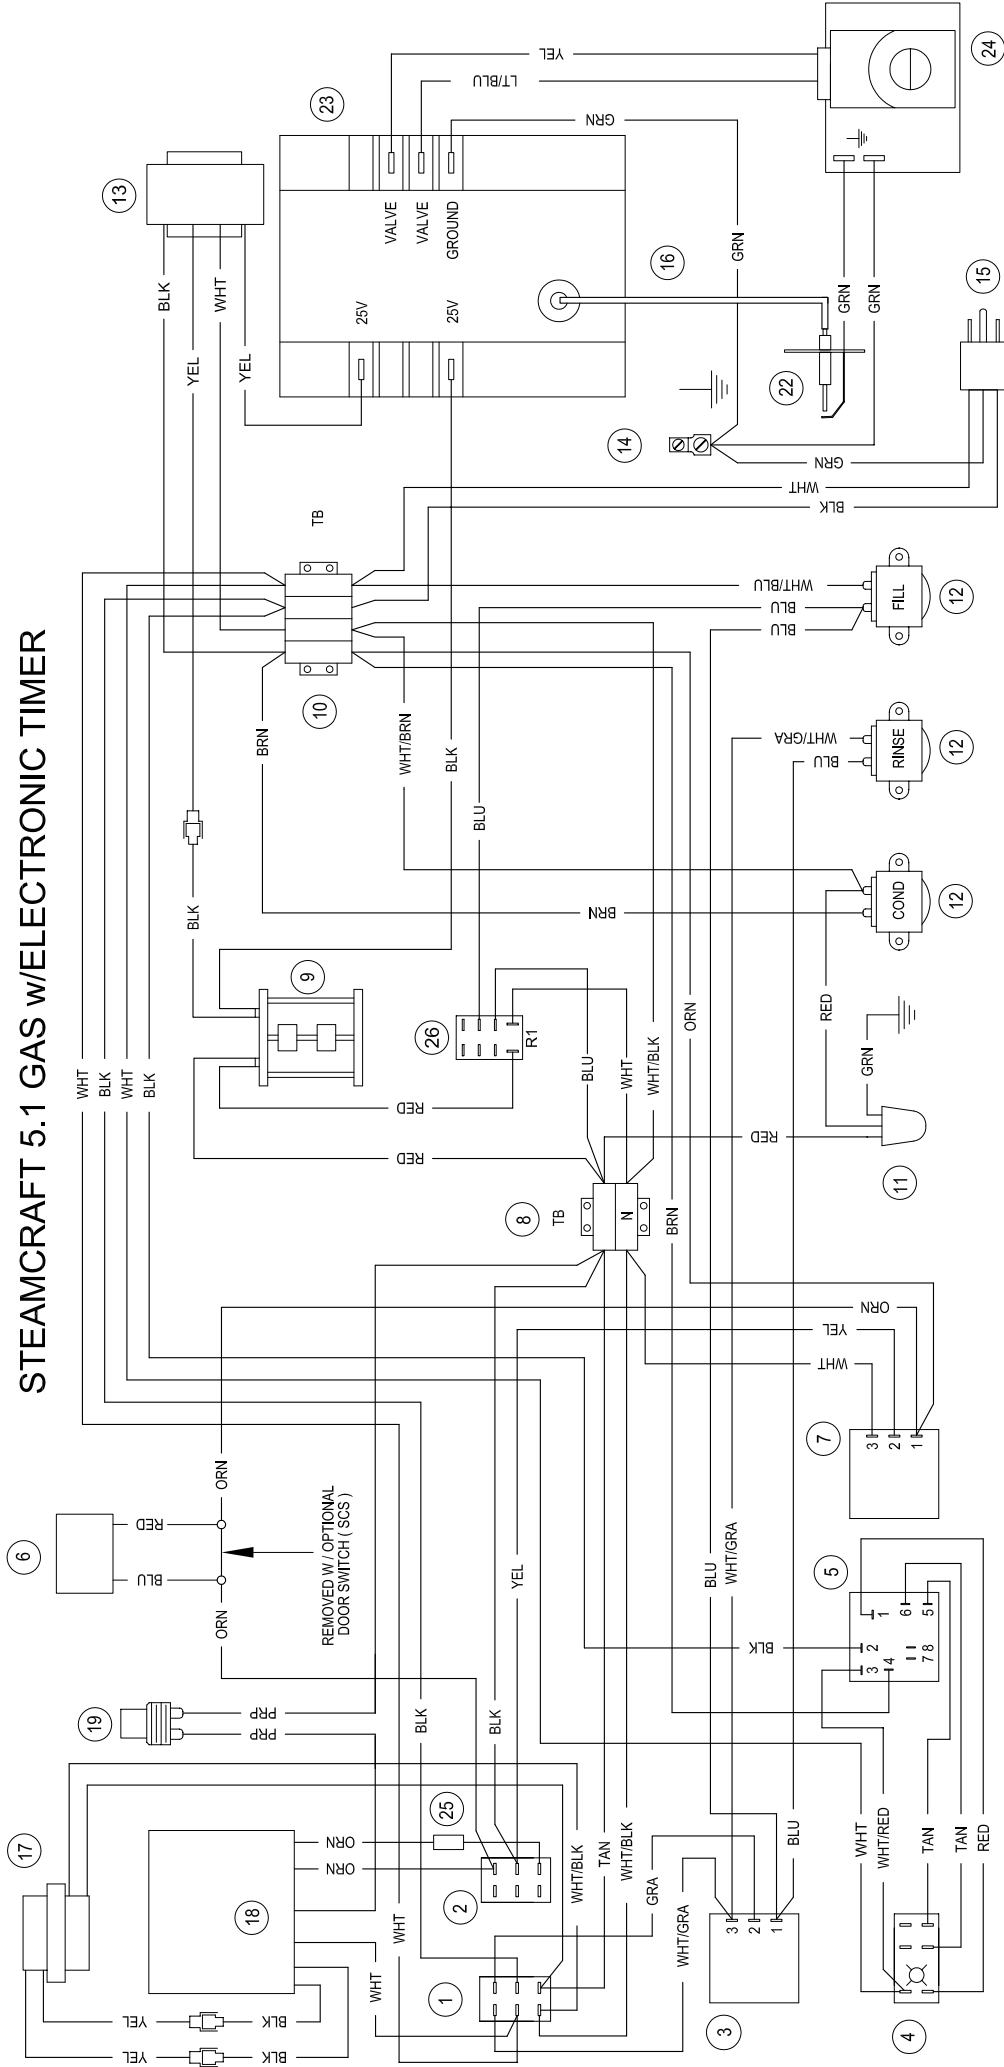 STEAMCRAFT 5.1 GAS w/ELECTRONIC TIMER
13
23
24
BLK
YEL
WHT
YEL
25V
25V
VALVE
VALVE
GROUND
YEL
LT/BLU
GRN
GRN
16
22
14
GRN
GRN
15
GRN
WHT
BLK
TB
10
WHT/BLU
BLU
BLU
FILL
12
BRN
WHT/BRN
BLK
BLU
WHT/GRA
BLU
RINSE
12
BLK
9
BRN
COND
12
26
R1
RED
GRN
WHT
BLK
WHT
BLK
RED
RED
BLU
WHT
WHT/BLK
ORN
RED
11
8
TB
N
BRN
ORN
YEL
WHT
7
3
2
1
6
RED
BLU
ORN
ORN
REMOVED W / OPTIONAL
DOOR SWITCH ( SCS )
YEL
BLU
WHT/GRA
BLK
5
1
2
3
4
6
5
7 8
19
PRP
PRP
BLK
BLK
17
18
ORN
ORN
25
2
WHT/BLK
TAN
WHT/BLK
GRA
WHT/GRA
BLU
WHT
WHT/RED
TAN
TAN
RED
WHT
WHT
1
3
2
1
3
4
YEL
BLK
YEL
BLK